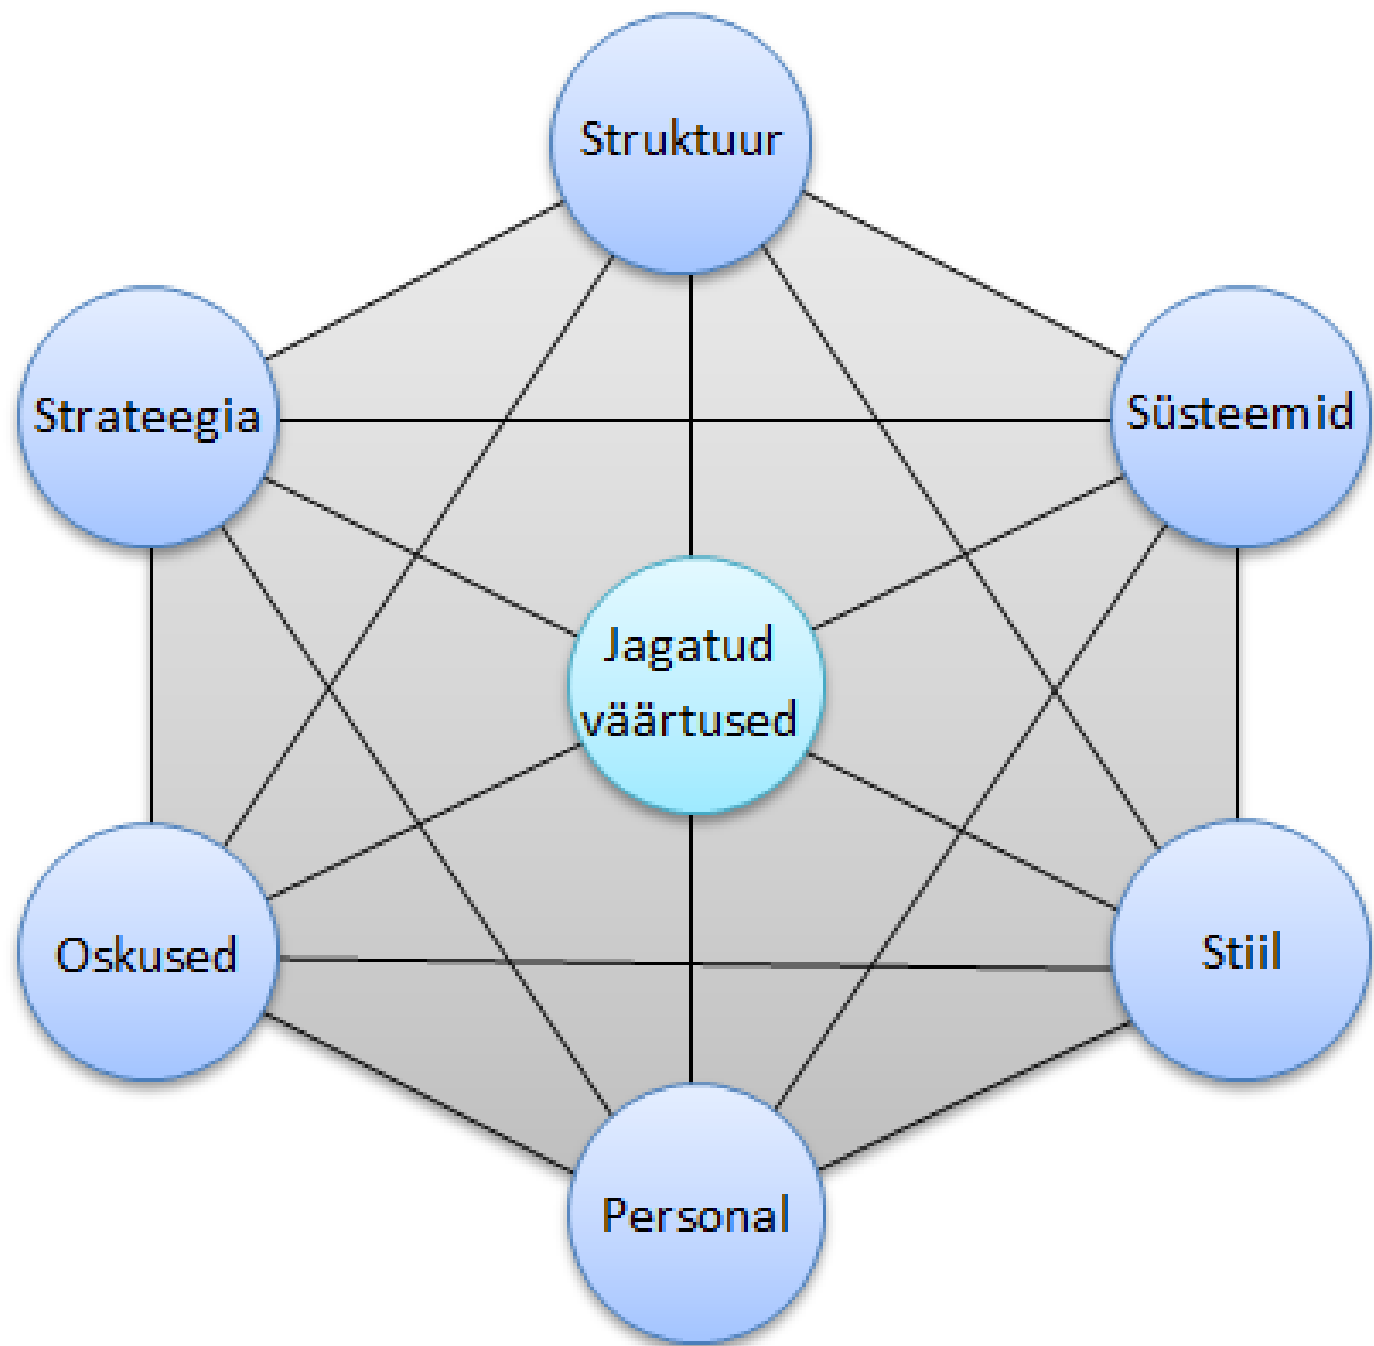 Struktuur
Strateegia
Süsteemid
Jagatud
väärtused
Oskused
Stiil
Personal